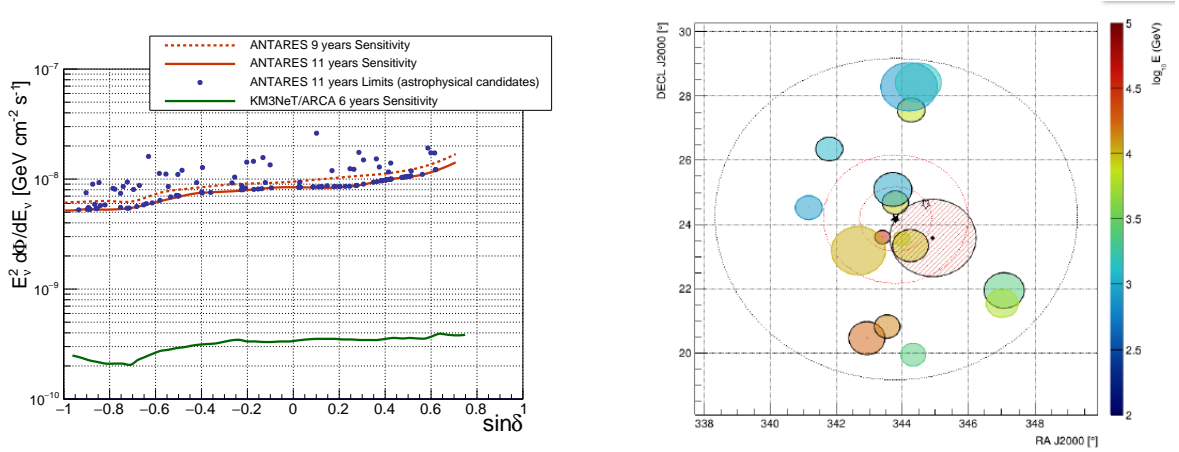 ANTARES 9 years Sensitivity
ANTARES 11 years Sensitivity
ANTARES 11 years Limits (astrophysical candidates)
KM3NeT/ARCA 6 years Sensitivity
E²ᵥ dΦ/dEᵥ [GeV cm⁻² s⁻¹]
10⁻⁷
10⁻⁸
10⁻⁹
10⁻¹⁰
−1 −0.8 −0.6 −0.4 −0.2 0 0.2 0.4 0.6 0.8 1
sinδ
DECL J2000 [°]
30
28
26
24
22
20
338 340 342 344 346 348
RA J2000 [°]
log₁₀ E (GeV)
5
4.5
4
3.5
3
2.5
2